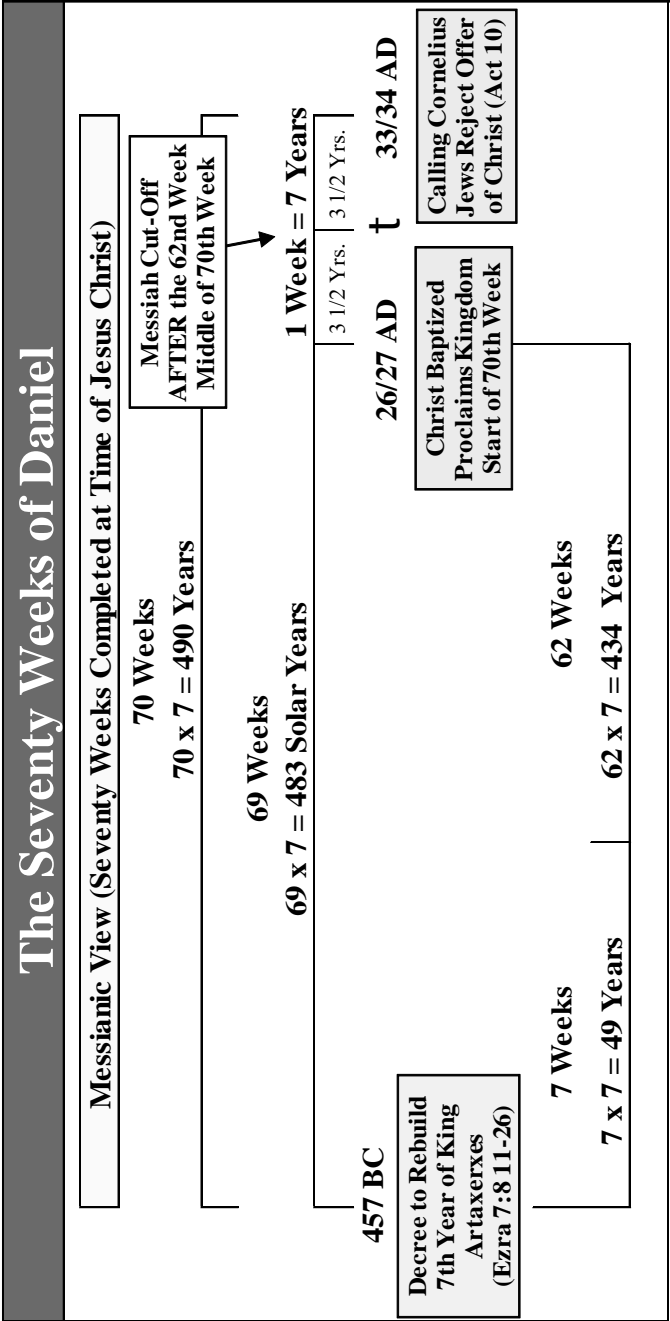 The Seventy Weeks of Daniel
Messianic View (Seventy Weeks Completed at Time of Jesus Christ)
70 Weeks
70 x 7 = 490 Years
Messiah Cut-Off
AFTER the 62nd Week
Middle of 70th Week
69 Weeks
69 x 7 = 483 Solar Years
1 Week = 7 Years
3 1/2 Yrs.
3 1/2 Yrs.
457 BC
26/27 AD
t
33/34 AD
Decree to Rebuild
7th Year of King
Artaxerxes
(Ezra 7:8 11-26)
Christ Baptized
Proclaims Kingdom
Start of 70th Week
Calling Cornelius
Jews Reject Offer
of Christ (Act 10)
7 Weeks
7 x 7 = 49 Years
62 Weeks
62 x 7 = 434 Years